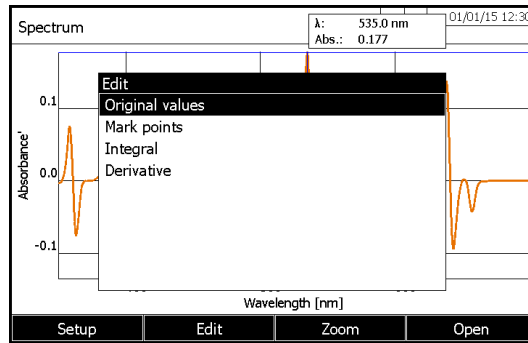 Spectrum
λ: 535.0 nm
Abs.: 0.177
01/01/15 12:30
Edit
Original values
Mark points
Integral
Derivative
0.1
0.0
-0.1
Absorbance'
Wavelength [nm]
Setup Edit Zoom Open